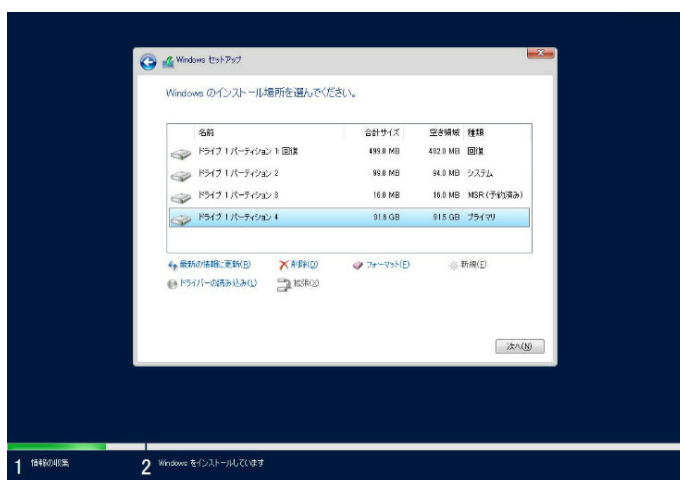 Windows セットアップ
Windows のインストール場所を選んでください。
名前 合計サイズ 空き領域 種類
ドライブ 1 パーティション 1: 回復 499.0 MB 482.0 MB 回復
ドライブ 1 パーティション 2 99.0 MB 94.0 MB システム
ドライブ 1 パーティション 3 16.0 MB 16.0 MB MSR (予約済み)
ドライブ 1 パーティション 4 91.5 GB 91.5 GB プライマリ
最新の情報に更新(R) 削除(D) フォーマット(F) 新規(E)
ドライバーの読み込み(L) 拡張(X)
次へ(N)
1 情報の収集 2 Windows をインストールしています